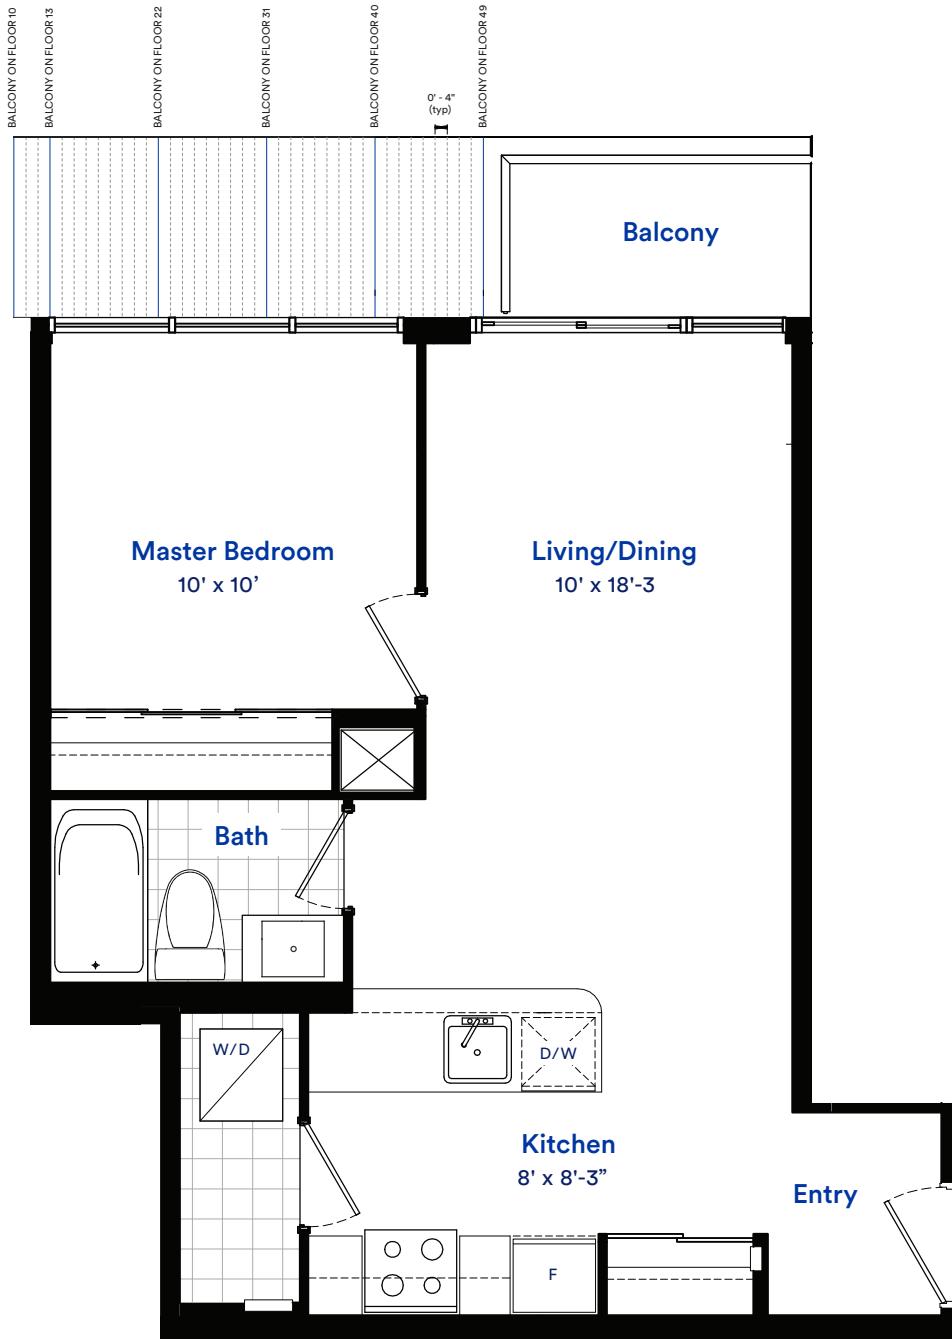 BALCONY ON FLOOR 10
BALCONY ON FLOOR 13
BALCONY ON FLOOR 22
BALCONY ON FLOOR 31
BALCONY ON FLOOR 40
BALCONY ON FLOOR 49
0' - 4"
(typ)
Balcony
Master Bedroom
10' x 10’
Living/Dining
10' x 18'-3
Bath
W/D
D/W
Kitchen
8' x 8'-3”
Entry
F